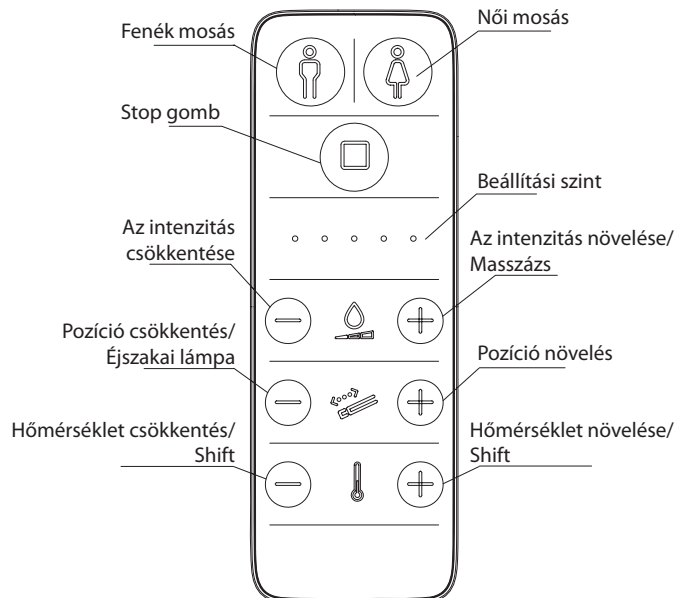 Fenék mosás
Női mosás
Stop gomb
Beállítási szint
Az intenzitás
csökkentése
Az intenzitás növelése/
Masszázs
Pozíció csökkentés/
Éjszakai lámpa
Pozíció növelés
Hőmérséklet csökkentés/
Shift
Hőmérséklet növelése/
Shift